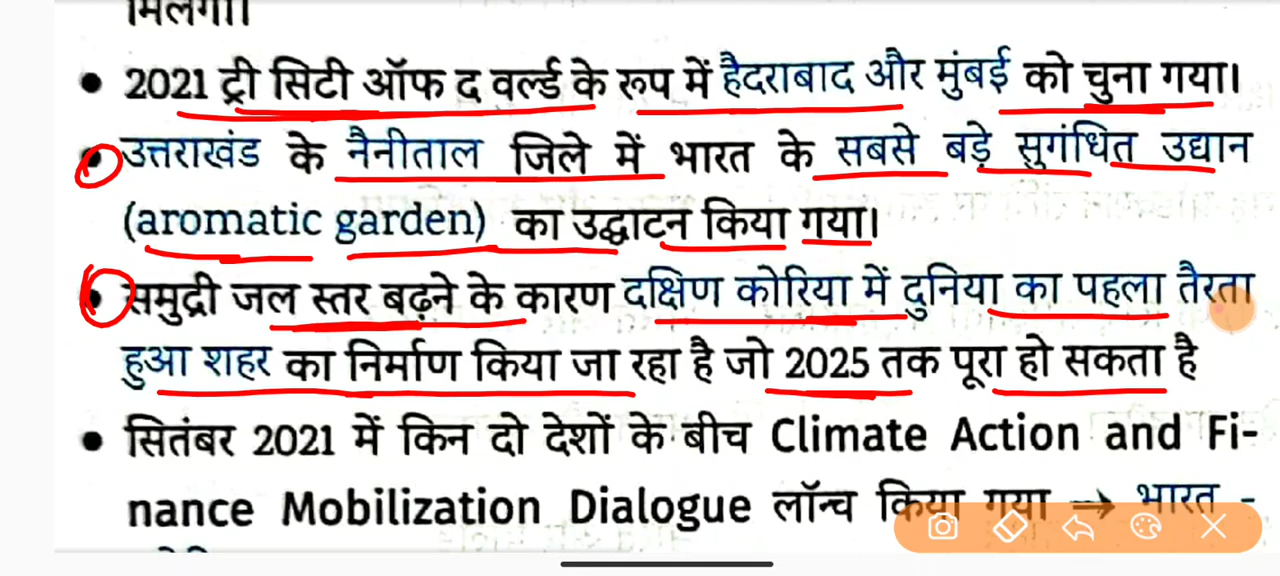 मिलेगा।
• 2021 ट्री सिटी ऑफ द वर्ल्ड के रूप में हैदराबाद और मुंबई को चुना गया।
• उत्तराखंड के नैनीताल जिले में भारत के सबसे बड़े सुगंधित उद्यान
(aromatic garden) का उद्घाटन किया गया।
• समुद्री जल स्तर बढ़ने के कारण दक्षिण कोरिया में दुनिया का पहला तैरता
हुआ शहर का निर्माण किया जा रहा है जो 2025 तक पूरा हो सकता है
• सितंबर 2021 में किन दो देशों के बीच Climate Action and Fi-
nance Mobilization Dialogue लॉन्च किया गया → भारत -